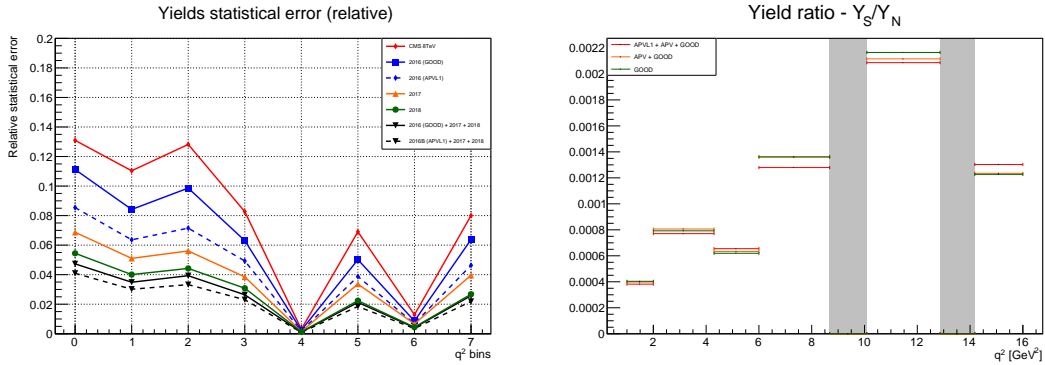 Yields statistical error (relative)
Relative statistical error
0.2
0.18
0.16
0.14
0.12
0.1
0.08
0.06
0.04
0.02
0
CMS 8TeV
2016 (GOOD)
2016 (APVL1)
2017
2018
2016 (GOOD) + 2017 + 2018
2016B (APVL1) + 2017 + 2018
0 1 2 3 4 5 6 7
q² bins
Yield ratio - Y_S/Y_N
0.0022
0.002
0.0018
0.0016
0.0014
0.0012
0.001
0.0008
0.0006
0.0004
0.0002
0
APVL1 + APV + GOOD
APV + GOOD
GOOD
2 4 6 8 10 12 14 16
q² [GeV²]